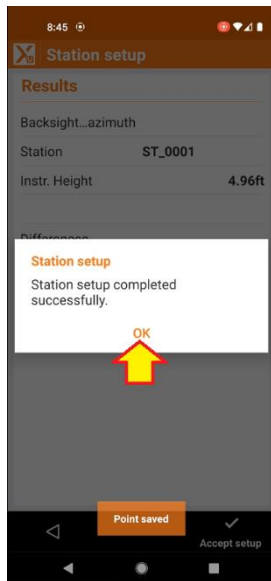 8:45
Station setup
Results
Backsight...azimuth
Station ST_0001
Instr. Height 4.96ft
Differences
Station setup
Station setup completed
successfully.
OK
Point saved
Accept setup